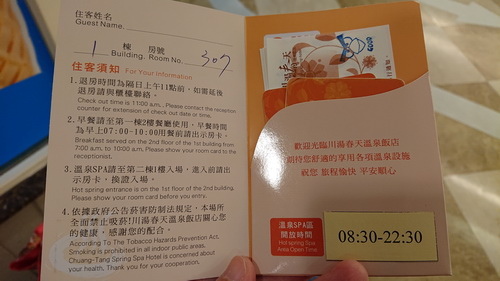 住客姓名
Guest Name.
1 棟 房號 307
Building. Room No.
住客須知 For Your Information
1.退房時間為隔日上午11點前，如需延後
退房請與櫃檯聯絡。
Check out time is 11:00 a.m.. Please contact the reception
counter for extension of check out date or time.
2.早餐請至第一棟2樓餐廳使用，早餐時間
為早上07:00-10:00用餐前請出示房卡。
Breakfast served on the 2nd floor of the 1st building from
7:00 a.m. to 10:00 a.m. Please show your room card to the
receptionist.
3.溫泉SPA請至第二棟1樓入場，進入前請出
示房卡，換證入場。
Hot spring entrance is on the 1st floor of the 2nd building.
Please show your room card before you entry.
4.依據政府公告菸害防制法規定，本場所
全面禁止吸菸!川湯春天溫泉飯店關心您
的健康，感謝您的配合。
According To The Tobacco Hazards Prevention Act,
Smoking is prohibited in all indoor public areas.
Chuang-Tang Spring Spa Hotel is concerned about
your health. Thank you for your cooperation.
歡迎光臨川湯春天溫泉飯店
期待您舒適的享用各項溫泉設施
祝您 旅程愉快 平安順心
溫泉SPA區
開放時間
Hot spring Spa
Area Open Time
08:30-22:30